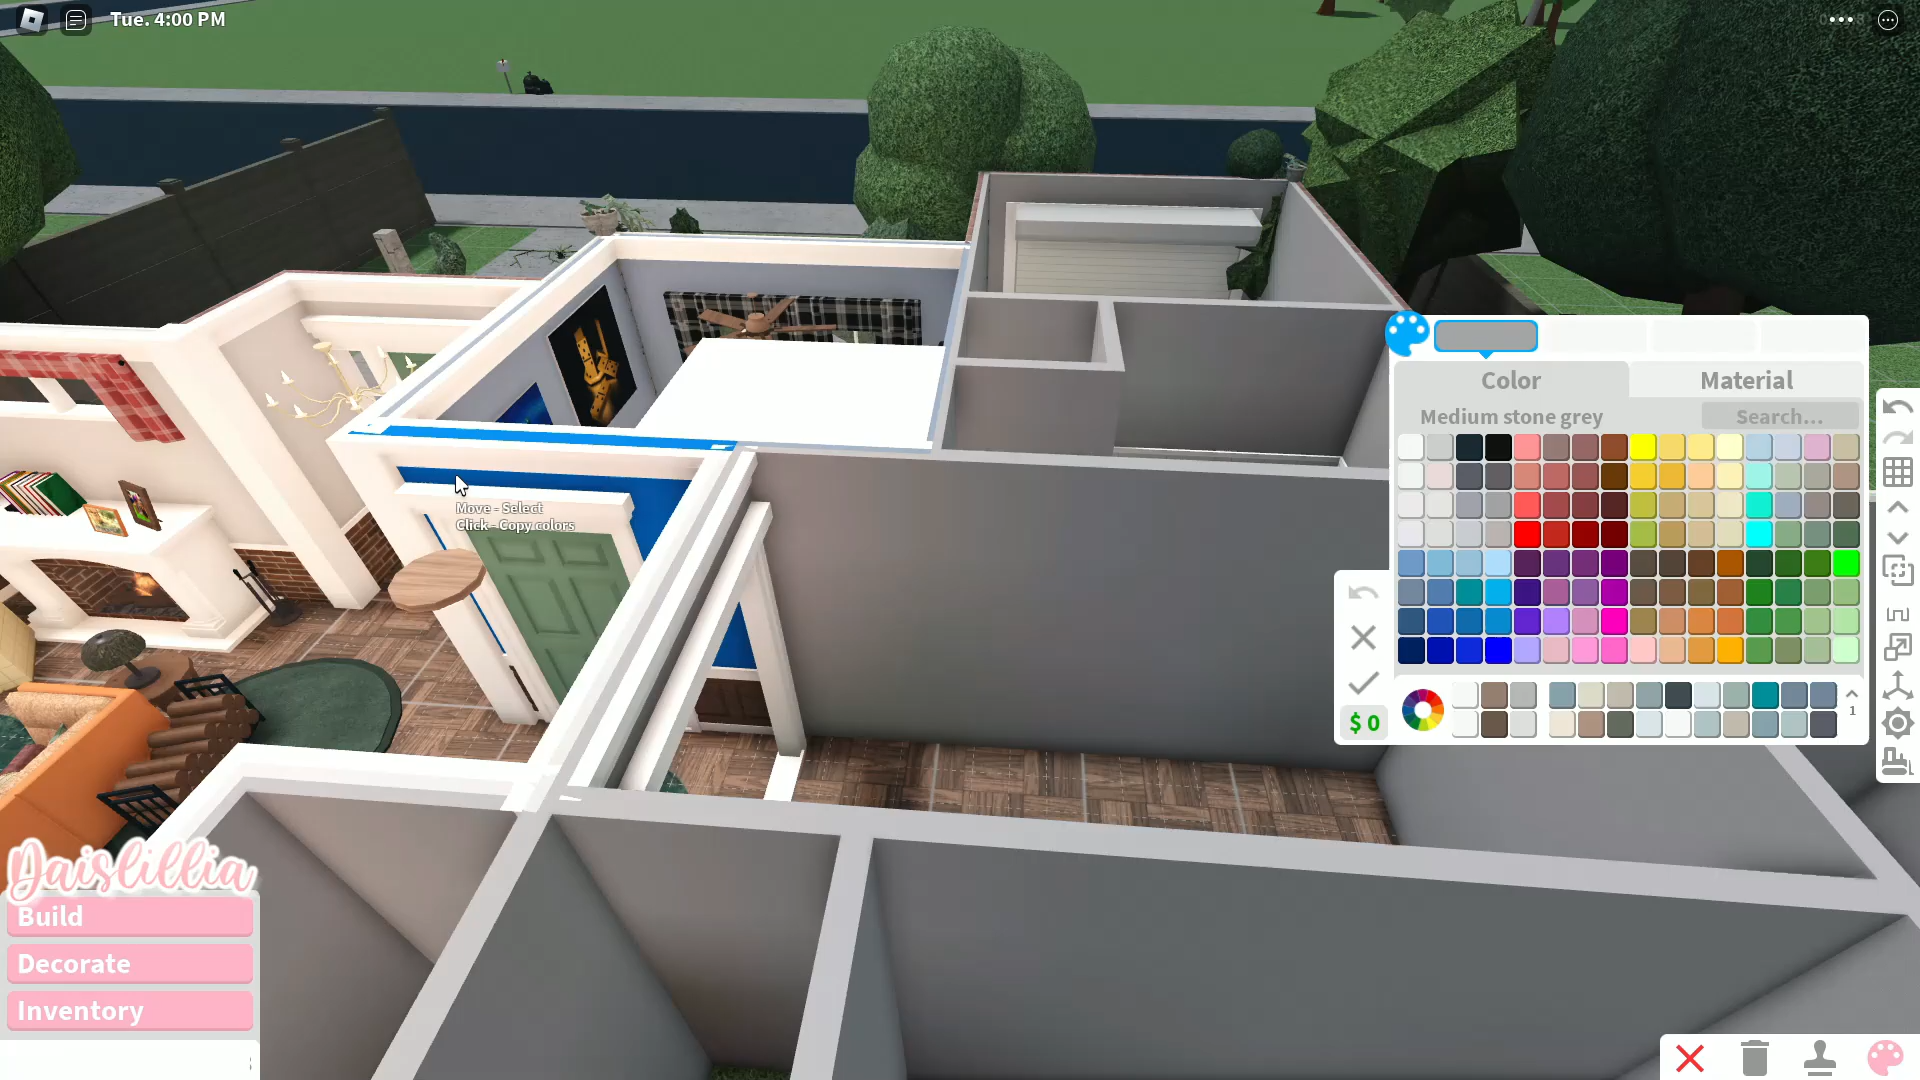 Tue. 4:00 PM
Move - Select
Click - Copy colors
Color
Material
Medium stone grey
Search...
$ 0
1
Daislillia
Build
Decorate
Inventory